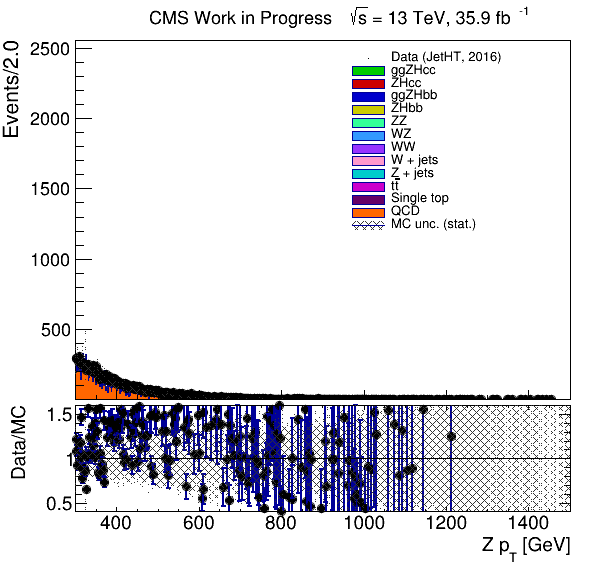 CMS Work in Progress √s = 13 TeV, 35.9 fb -1
Events/2.0
2500
2000
1500
1000
500
Data (JetHT, 2016)
ggZHcc
ZHcc
ggZHbb
ZHbb
ZZ
WZ
WW
W + jets
Z + jets
tt̅
Single top
QCD
MC unc. (stat.)
Data/MC
1.5
1
0.5
400 600 800 1000 1200 1400
Z p_T [GeV]